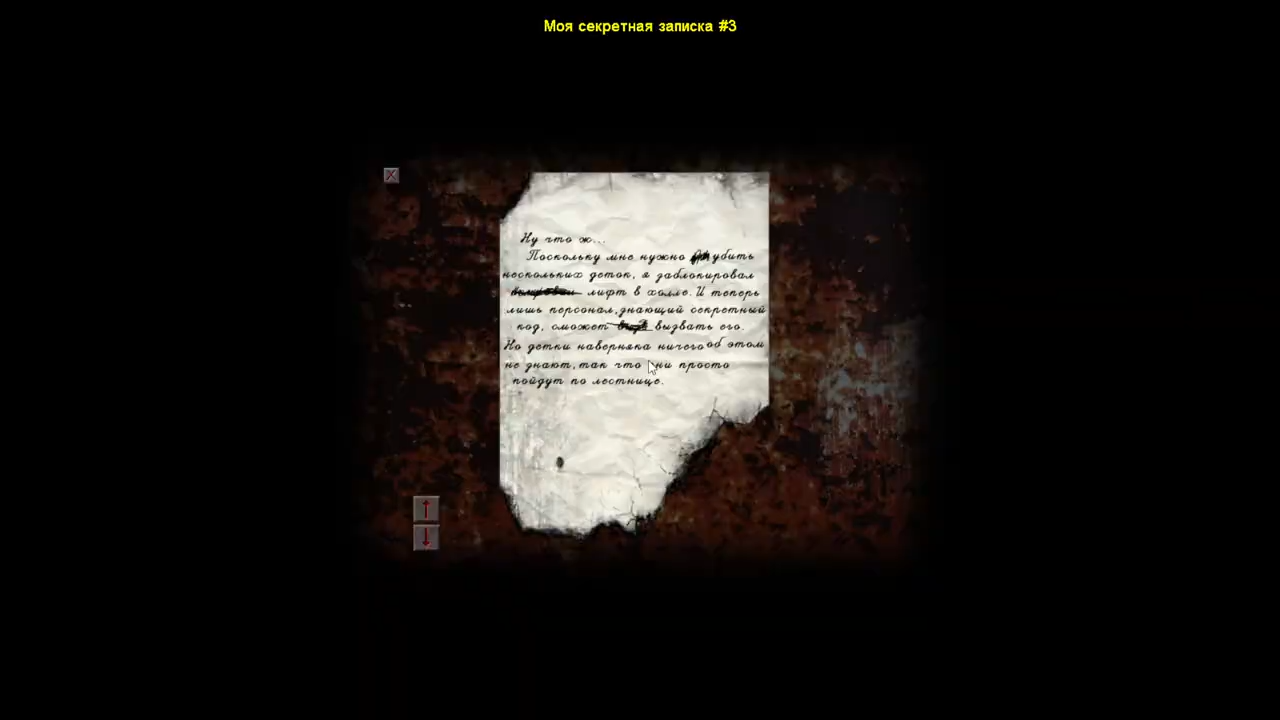 Моя секретная записка #3
Ну что ж...
Поскольку мне нужно убить
нескольких деток, я заблокировал
лифт в холле. И теперь
лишь персонал, знающий секретный
код, сможет вызвать его.
Но детки наверняка ничего об этом
не знают, так что они просто
пойдут по лестнице.
X